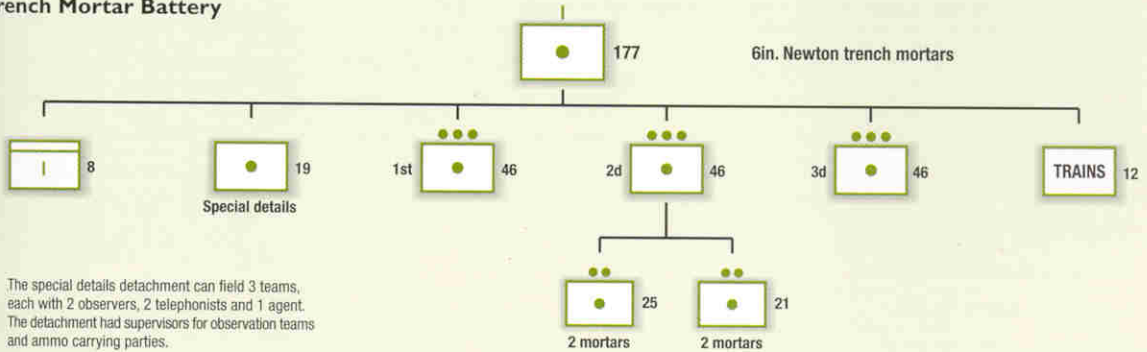 rench Mortar Battery
177
6in. Newton trench mortars
8
19
1st
46
2d
46
3d
46
TRAINS
12
Special details
The special details detachment can field 3 teams,
each with 2 observers, 2 telephonists and 1 agent.
The detachment had supervisors for observation teams
and ammo carrying parties.
25
21
2 mortars
2 mortars